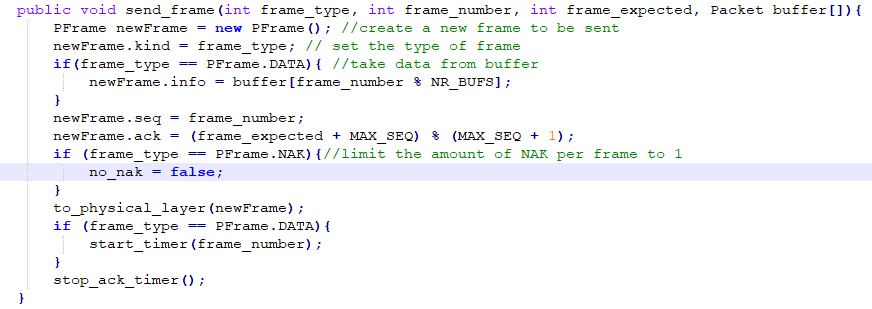 public void send_frame(int frame_type, int frame_number, int frame_expected, Packet buffer[]){
PFrame newFrame = new PFrame(); //create a new frame to be sent
newFrame.kind = frame_type; // set the type of frame
if(frame_type == PFrame.DATA){ //take data from buffer
newFrame.info = buffer[frame_number % NR_BUFS];
}
newFrame.seq = frame_number;
newFrame.ack = (frame_expected + MAX_SEQ) % (MAX_SEQ + 1);
if (frame_type == PFrame.NAK){//limit the amount of NAK per frame to 1
no_nak = false;
}
to_physical_layer(newFrame);
if (frame_type == PFrame.DATA){
start_timer(frame_number);
}
stop_ack_timer();
}